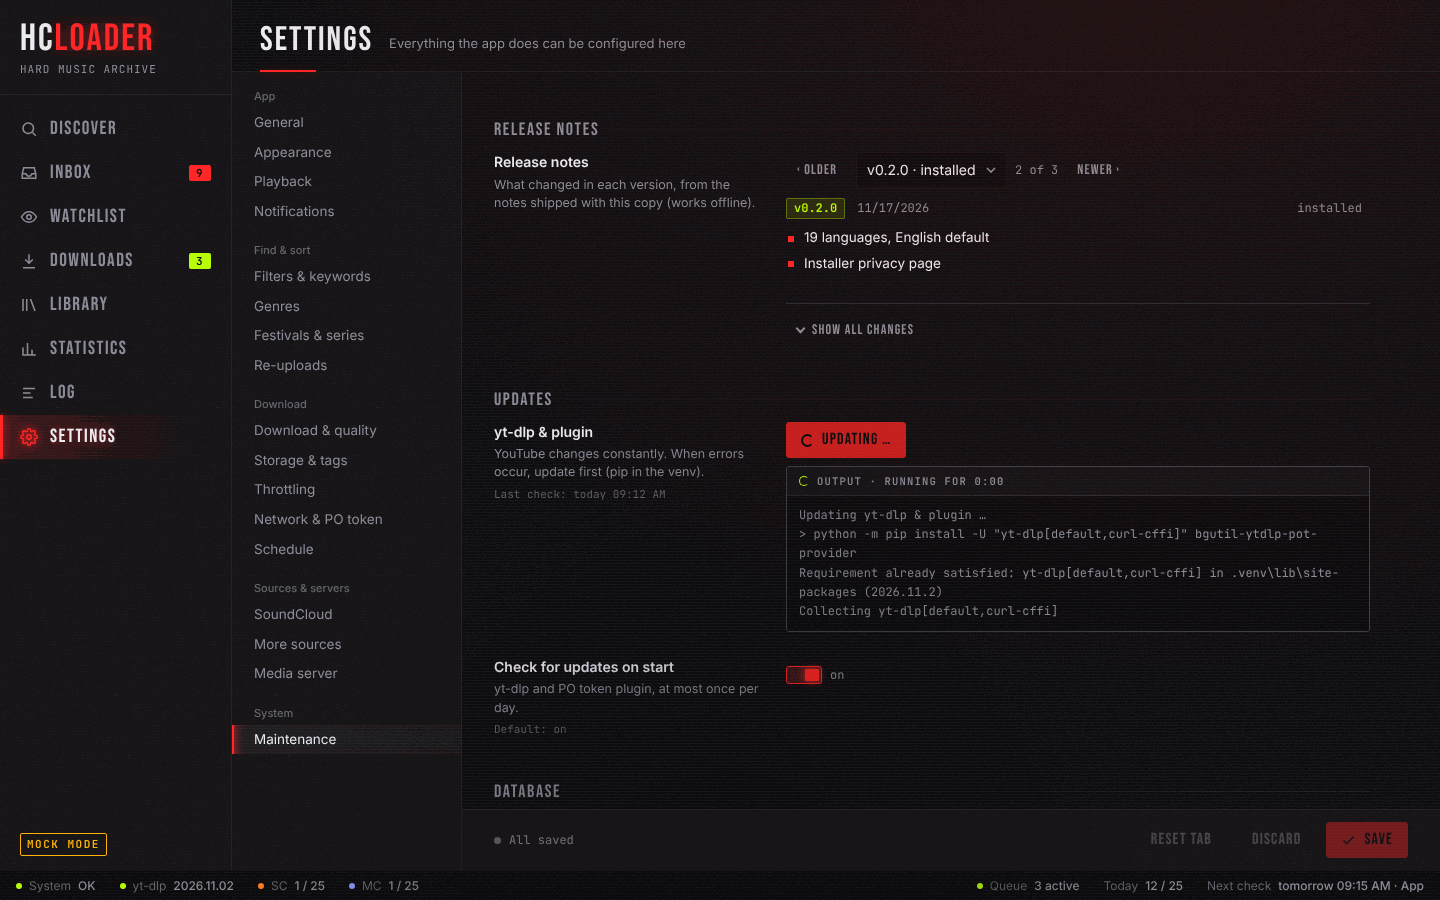 HCLOADER
HARD MUSIC ARCHIVE
DISCOVER
INBOX 9
WATCHLIST
DOWNLOADS 3
LIBRARY
STATISTICS
LOG
SETTINGS
MOCK MODE
SETTINGS Everything the app does can be configured here
App
General
Appearance
Playback
Notifications
Find & sort
Filters & keywords
Genres
Festivals & series
Re-uploads
Download
Download & quality
Storage & tags
Throttling
Network & PO token
Schedule
Sources & servers
SoundCloud
More sources
Media server
System
Maintenance
RELEASE NOTES
Release notes
What changed in each version, from the
notes shipped with this copy (works offline).
‹ OLDER v0.2.0 · installed 2 of 3 NEWER ›
v0.2.0 11/17/2026 installed
19 languages, English default
Installer privacy page
SHOW ALL CHANGES
UPDATES
yt-dlp & plugin
YouTube changes constantly. When errors
occur, update first (pip in the venv).
Last check: today 09:12 AM
UPDATING …
OUTPUT · RUNNING FOR 0:00
Updating yt-dlp & plugin …
> python -m pip install -U "yt-dlp[default,curl-cffi]" bgutil-ytdlp-pot-
provider
Requirement already satisfied: yt-dlp[default,curl-cffi] in .venv\lib\site-
packages (2026.11.2)
Collecting yt-dlp[default,curl-cffi]
Check for updates on start
yt-dlp and PO token plugin, at most once per
day.
Default: on
on
DATABASE
All saved RESET TAB DISCARD SAVE
System OK yt-dlp 2026.11.02 SC 1 / 25 MC 1 / 25 Queue 3 active Today 12 / 25 Next check tomorrow 09:15 AM · App